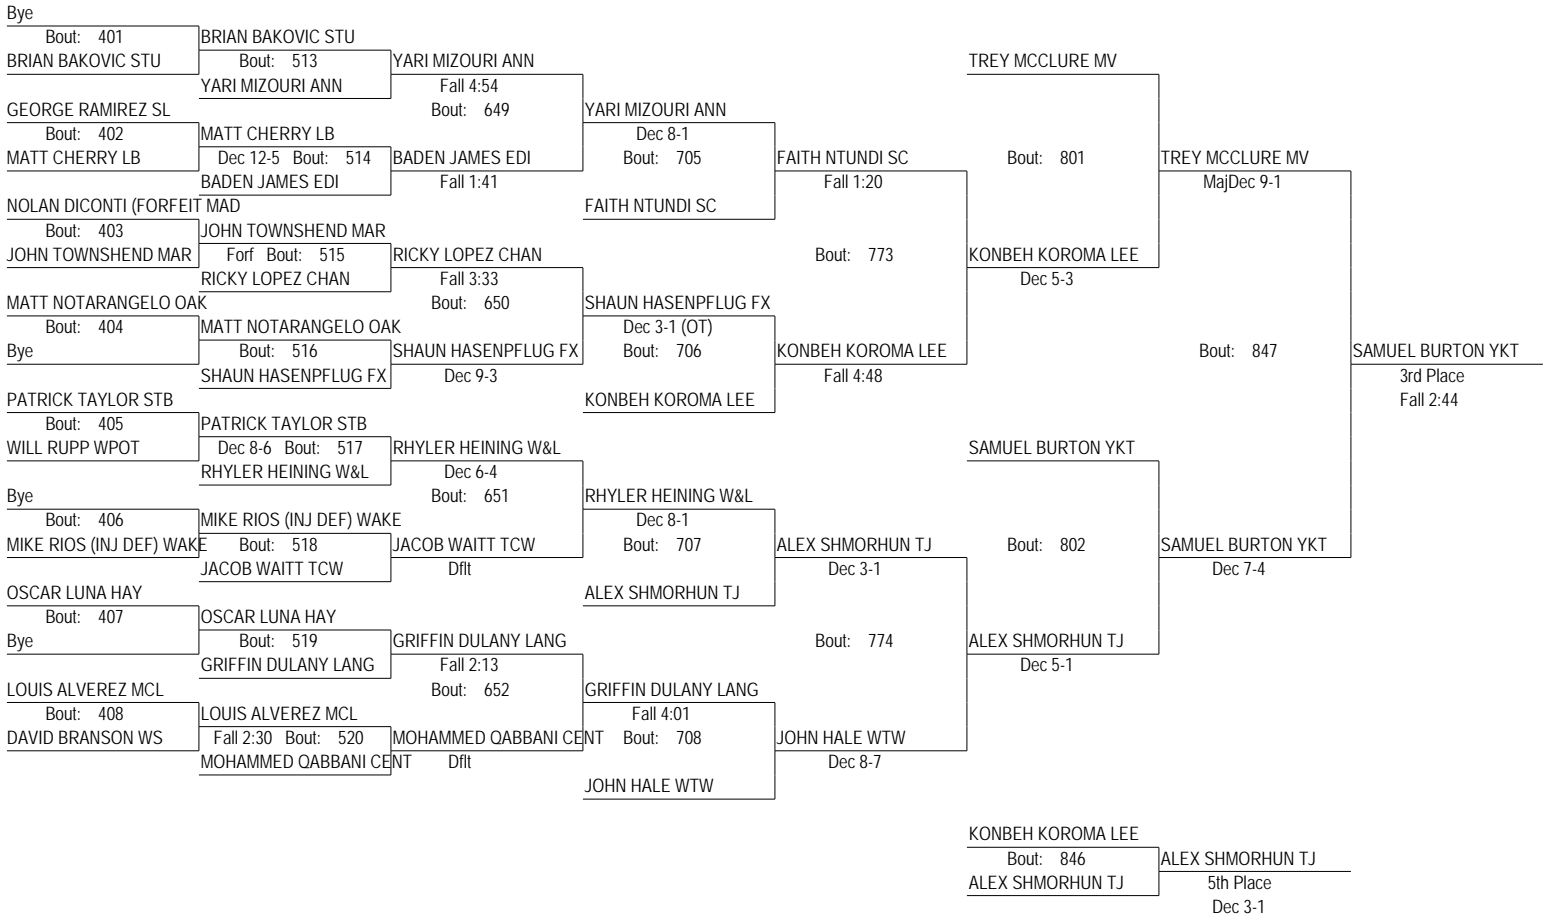 Bye
Bout: 401
BRIAN BAKOVIC STU
GEORGE RAMIREZ SL
Bout: 402
MATT CHERRY LB
NOLAN DICONTI (FORFEIT MAD
Bout: 403
JOHN TOWNSHEND MAR
MATT NOTARANGELO OAK
Bout: 404
Bye
PATRICK TAYLOR STB
Bout: 405
WILL RUPP WPOT
Bye
Bout: 406
MIKE RIOS (INJ DEF) WAKE
OSCAR LUNA HAY
Bout: 407
Bye
LOUIS ALVEREZ MCL
Bout: 408
DAVID BRANSON WS
BRIAN BAKOVIC STU
Bout: 513
YARI MIZOURI ANN
MATT CHERRY LB
Dec 12-5 Bout: 514
BADEN JAMES EDI
JOHN TOWNSHEND MAR
Forf Bout: 515
RICKY LOPEZ CHAN
MATT NOTARANGELO OAK
Bout: 516
SHAUN HASENPFLUG FX
PATRICK TAYLOR STB
Dec 8-6 Bout: 517
RHYLER HEINING W&L
MIKE RIOS (INJ DEF) WAKE
Bout: 518
JACOB WAITT TCW
OSCAR LUNA HAY
Bout: 519
GRIFFIN DULANY LANG
LOUIS ALVEREZ MCL
Fall 2:30 Bout: 520
MOHAMMED QABBANI CENT
YARI MIZOURI ANN
Fall 4:54
Bout: 649
BADEN JAMES EDI
Fall 1:41
RICKY LOPEZ CHAN
Fall 3:33
Bout: 650
SHAUN HASENPFLUG FX
Dec 9-3
RHYLER HEINING W&L
Dec 6-4
Bout: 651
JACOB WAITT TCW
Dflt
GRIFFIN DULANY LANG
Fall 2:13
Bout: 652
MOHAMMED QABBANI CENT
Dflt
YARI MIZOURI ANN
Dec 8-1
Bout: 705
FAITH NTUNDI SC
SHAUN HASENPFLUG FX
Dec 3-1 (OT)
Bout: 706
KONBEH KOROMA LEE
RHYLER HEINING W&L
Dec 8-1
Bout: 707
ALEX SHMORHUN TJ
GRIFFIN DULANY LANG
Fall 4:01
Bout: 708
JOHN HALE WTW
FAITH NTUNDI SC
Fall 1:20
Bout: 773
KONBEH KOROMA LEE
Fall 4:48
ALEX SHMORHUN TJ
Dec 3-1
Bout: 774
JOHN HALE WTW
Dec 8-7
TREY MCCLURE MV
Bout: 801
KONBEH KOROMA LEE
Dec 5-3
SAMUEL BURTON YKT
Bout: 802
ALEX SHMORHUN TJ
Dec 5-1
TREY MCCLURE MV
MajDec 9-1
Bout: 847
SAMUEL BURTON YKT
Dec 7-4
SAMUEL BURTON YKT
3rd Place
Fall 2:44
KONBEH KOROMA LEE
Bout: 846
ALEX SHMORHUN TJ
ALEX SHMORHUN TJ
5th Place
Dec 3-1